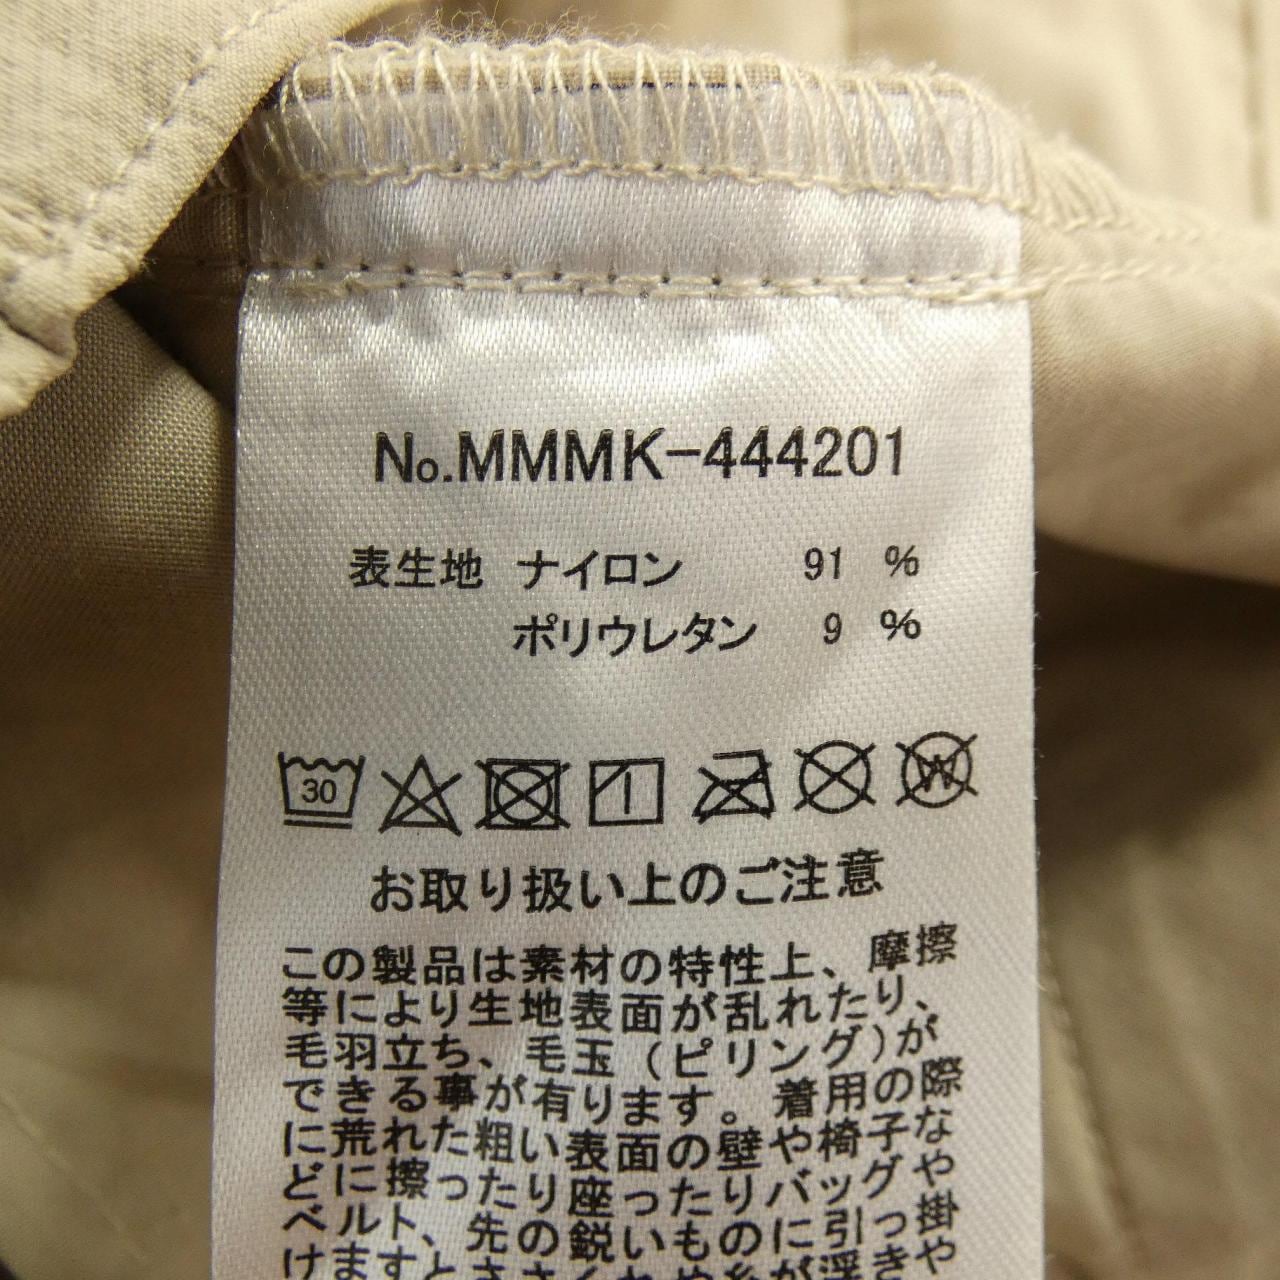 No.MMMK-444201
表生地 ナイロン 91 %
ポリウレタン 9 %
30 W
お取り扱い上のご注意
この製品は素材の特性上、摩擦
等により生地表面が乱れたり、
毛羽立ち、毛玉(ピリング)が
できる事が有ります。着用の際
に荒れた粗い表面の壁や椅子な
どに擦ったり座ったりバッグや
ベルト、先の鋭いものに引っ掛
けますと